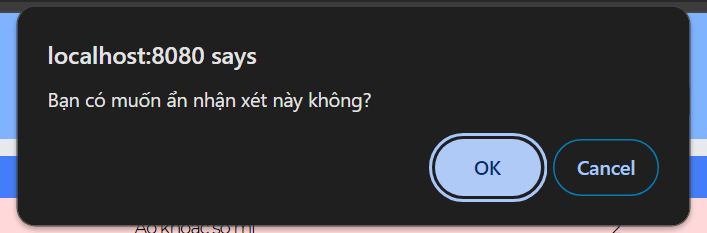 localhost:8080 says
Bạn có muốn ẩn nhận xét này không?
OK
Cancel